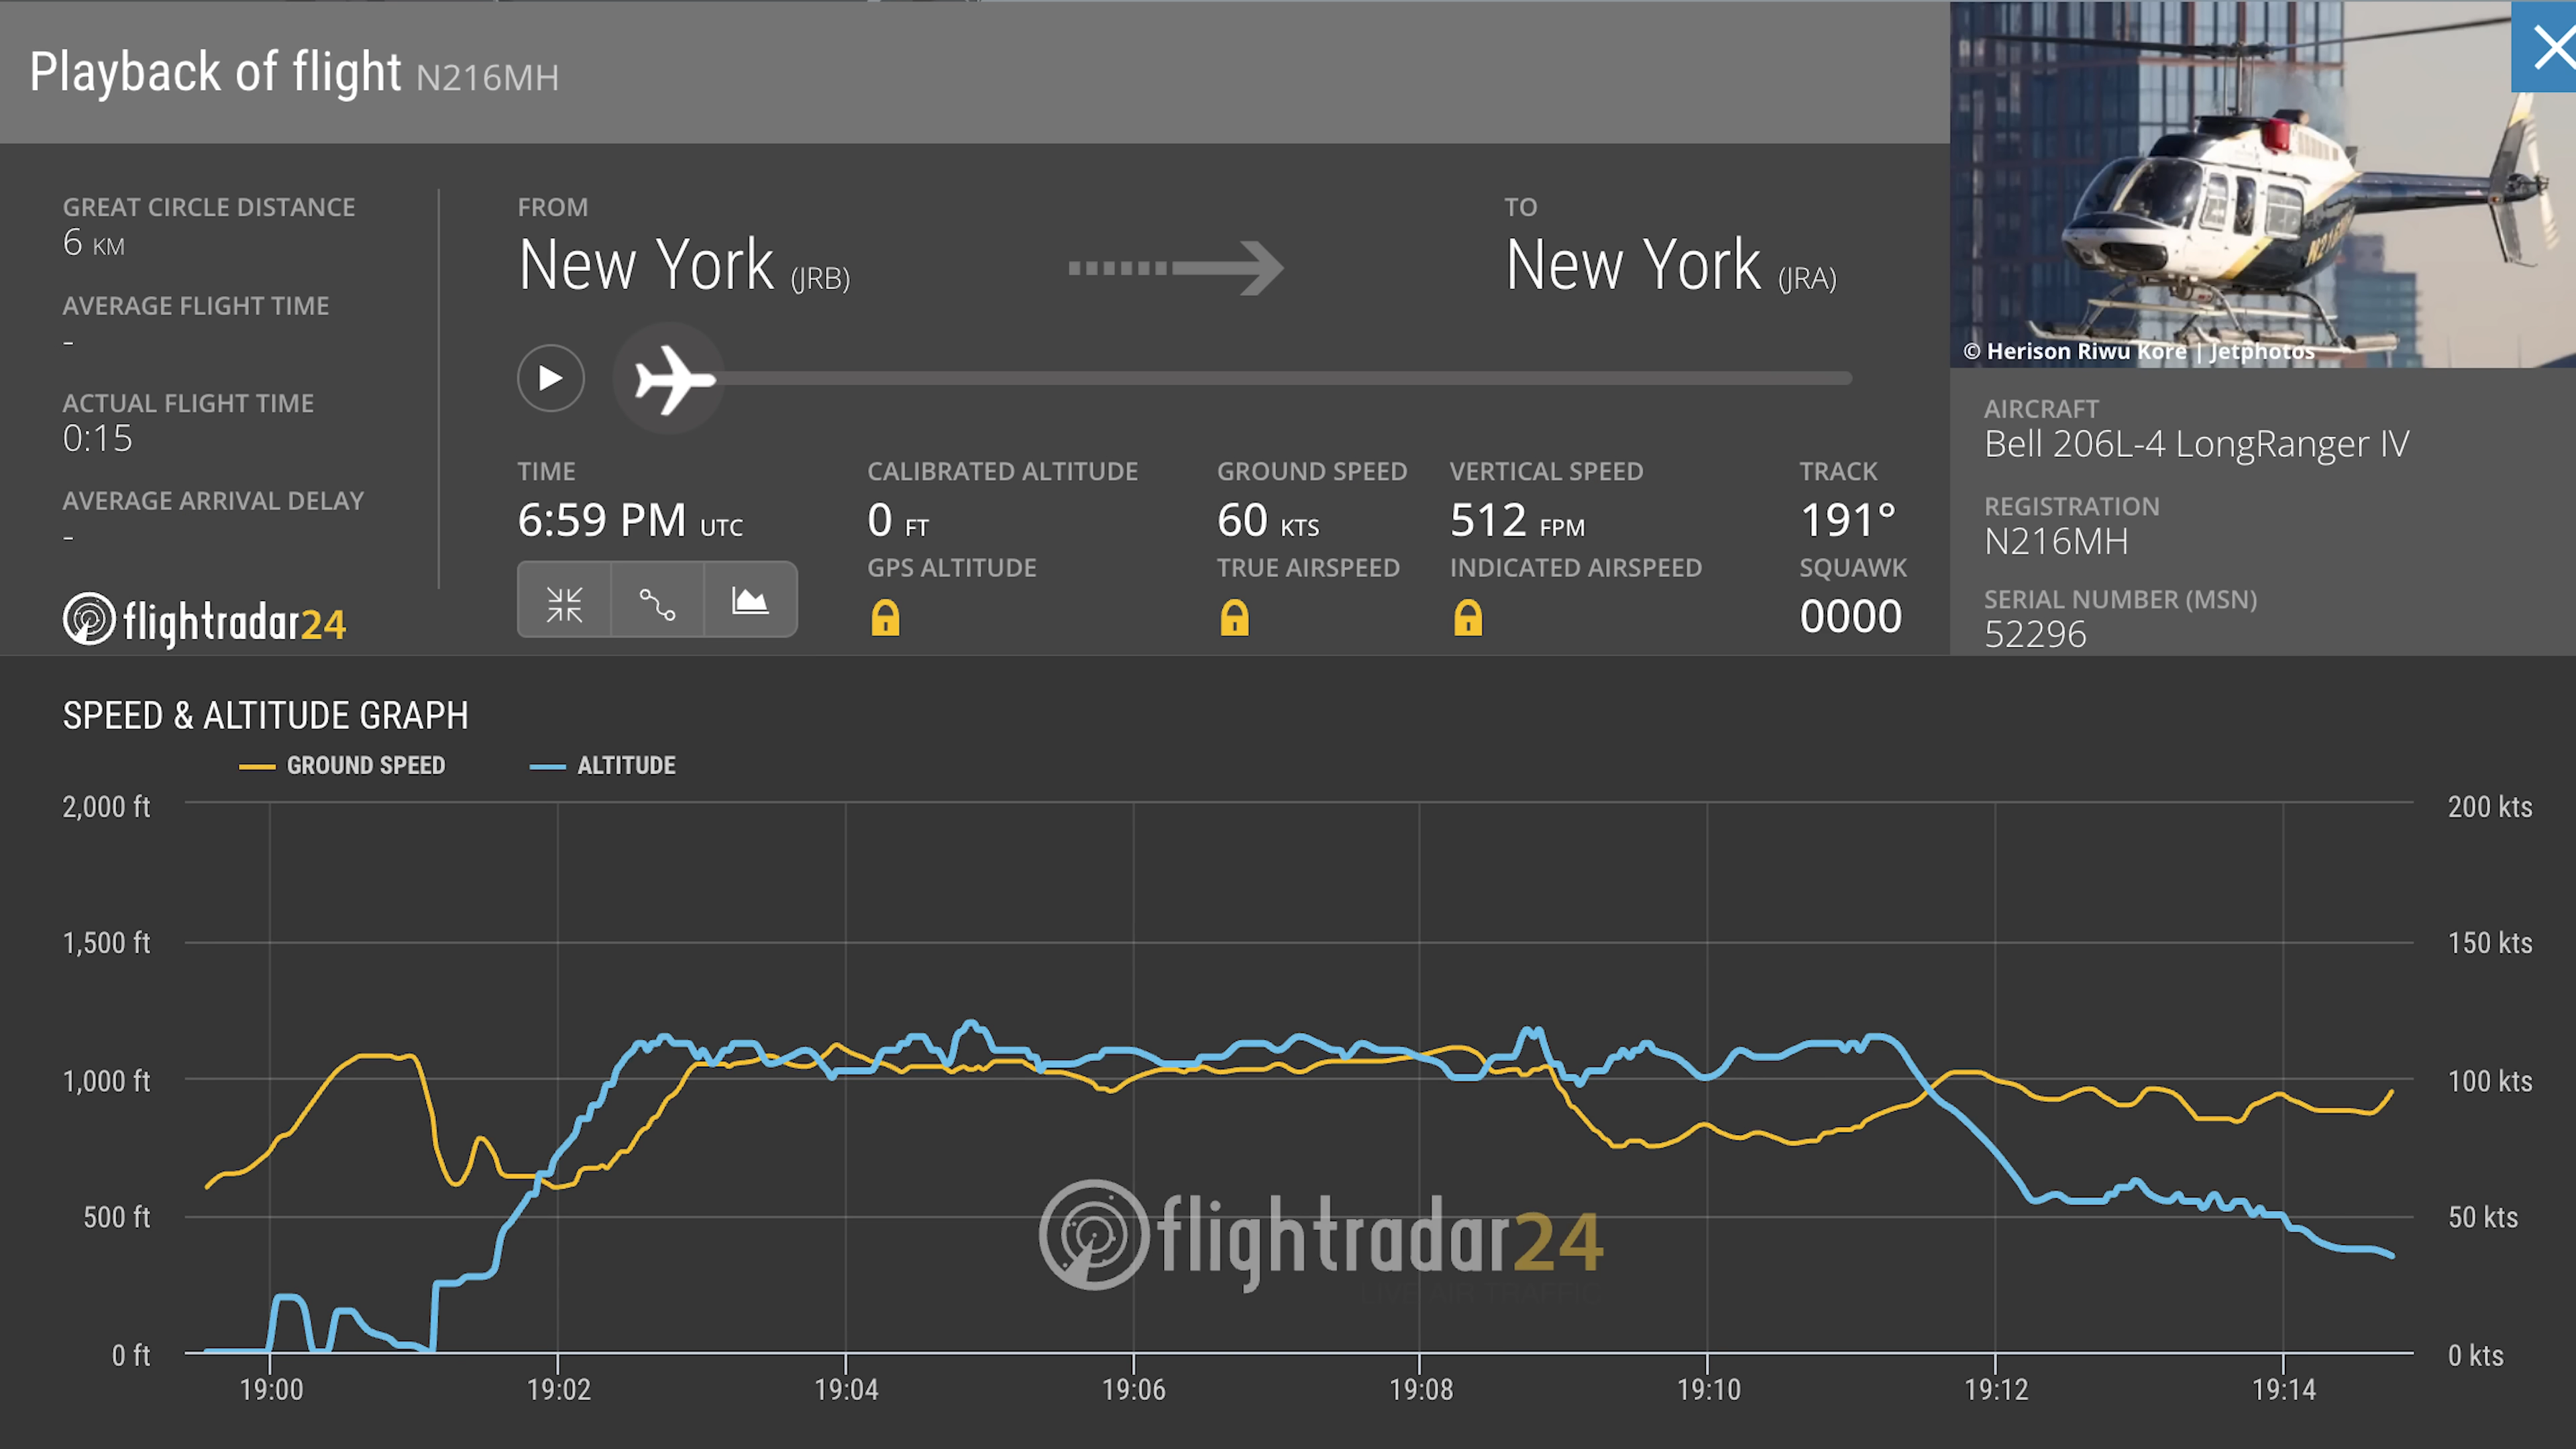 Playback of flight N216MH
GREAT CIRCLE DISTANCE
6 KM
AVERAGE FLIGHT TIME
-
ACTUAL FLIGHT TIME
0:15
AVERAGE ARRIVAL DELAY
-
flightradar24
FROM
New York (JRB)
TO
New York (JRA)
TIME
6:59 PM UTC
CALIBRATED ALTITUDE
0 FT
GPS ALTITUDE
GROUND SPEED
60 KTS
TRUE AIRSPEED
VERTICAL SPEED
512 FPM
INDICATED AIRSPEED
TRACK
191°
SQUAWK
0000
© Herison Riwu Kore | Jetphotos
AIRCRAFT
Bell 206L-4 LongRanger IV
REGISTRATION
N216MH
SERIAL NUMBER (MSN)
52296
SPEED & ALTITUDE GRAPH
GROUND SPEED ALTITUDE
2,000 ft 200 kts
1,500 ft 150 kts
1,000 ft 100 kts
500 ft 50 kts
0 ft 0 kts
flightradar24
LIVE AIR TRAFFIC
19:00 19:02 19:04 19:06 19:08 19:10 19:12 19:14